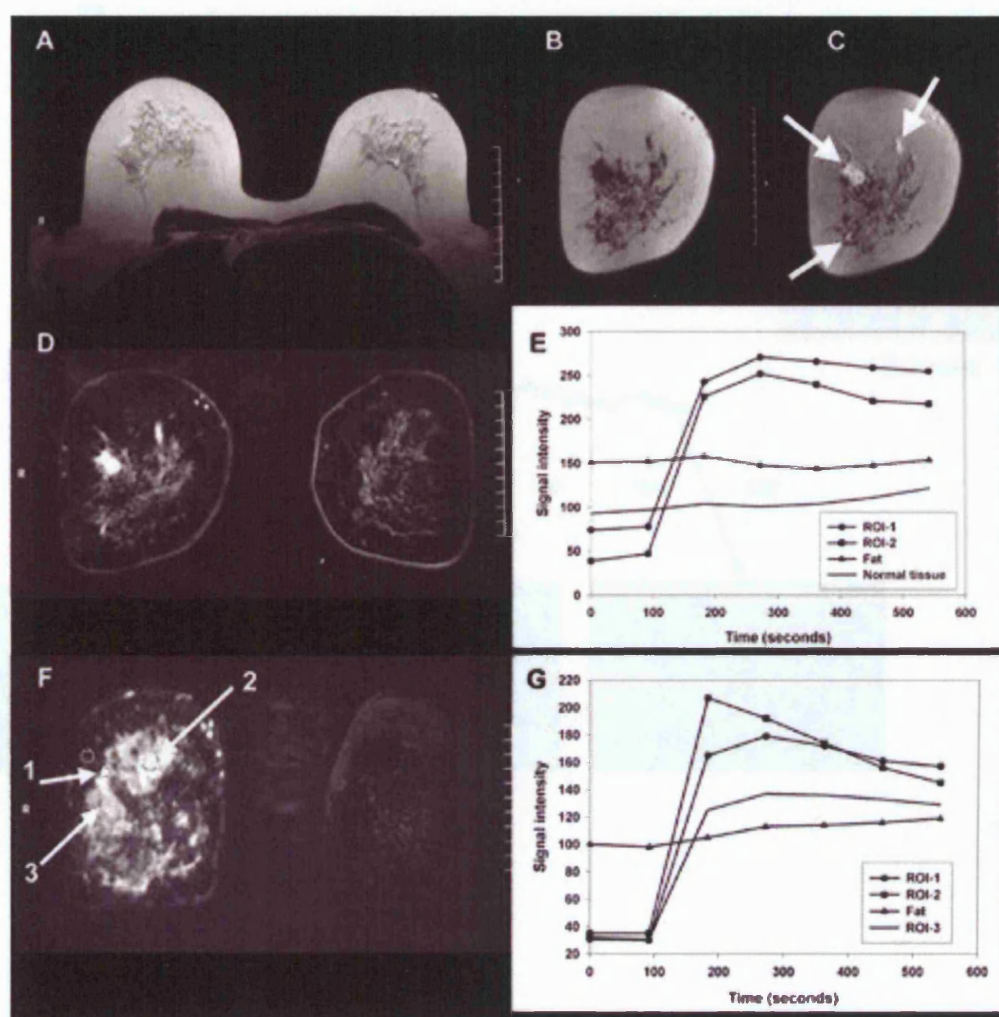 A
B
C
D
E
300
250
200
150
100
50
0
Signal intensity
ROI-1
ROI-2
Fat
Normal tissue
0 100 200 300 400 500 600
Time (seconds)
F
2
1
3
G
220
200
180
160
140
120
100
80
60
40
20
Signal intensity
ROI-1
ROI-2
Fat
ROI-3
0 100 200 300 400 500 600
Time (seconds)